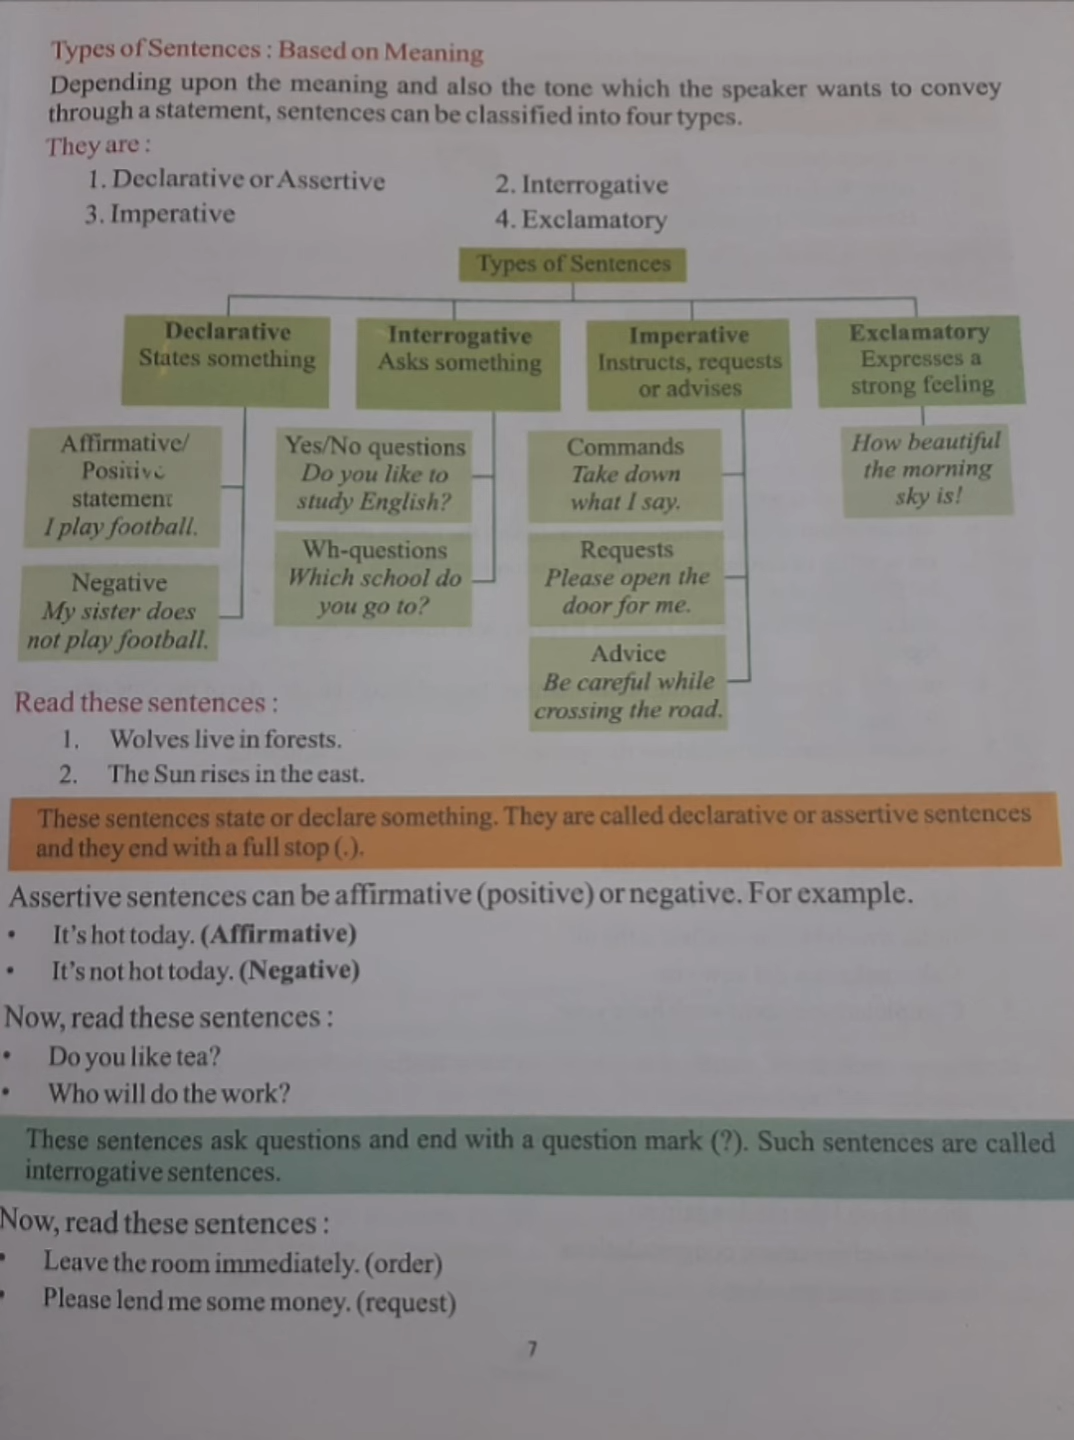 Types of Sentences : Based on Meaning
Depending upon the meaning and also the tone which the speaker wants to convey
through a statement, sentences can be classified into four types.
They are :
1. Declarative or Assertive
2. Interrogative
3. Imperative
4. Exclamatory
Types of Sentences
Declarative
States something
Interrogative
Asks something
Imperative
Instructs, requests
or advises
Exclamatory
Expresses a
strong feeling
Affirmative/
Positive
statement
I play football.
Negative
My sister does
not play football.
Yes/No questions
Do you like to
study English?
Wh-questions
Which school do
you go to?
Commands
Take down
what I say.
Requests
Please open the
door for me.
Advice
Be careful while
crossing the road.
How beautiful
the morning
sky is!
Read these sentences :
1. Wolves live in forests.
2. The Sun rises in the east.
These sentences state or declare something. They are called declarative or assertive sentences
and they end with a full stop (.).
Assertive sentences can be affirmative (positive) or negative. For example.
• It's hot today. (Affirmative)
• It's not hot today. (Negative)
Now, read these sentences :
• Do you like tea?
• Who will do the work?
These sentences ask questions and end with a question mark (?). Such sentences are called
interrogative sentences.
Now, read these sentences :
• Leave the room immediately. (order)
• Please lend me some money. (request)
7